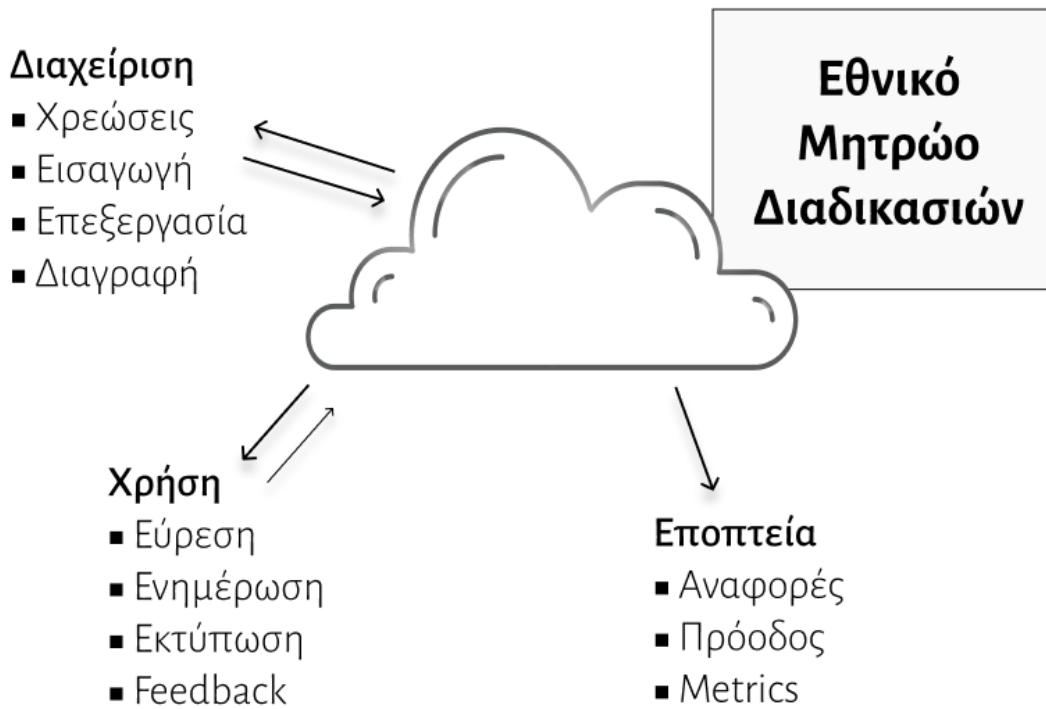 Διαχείριση
▪ Χρεώσεις
▪ Εισαγωγή
▪ Επεξεργασία
▪ Διαγραφή
Εθνικό
Μητρώο
Διαδικασιών
Χρήση
▪ Εύρεση
▪ Ενημέρωση
▪ Εκτύπωση
▪ Feedback
Εποπτεία
▪ Αναφορές
▪ Πρόοδος
▪ Metrics